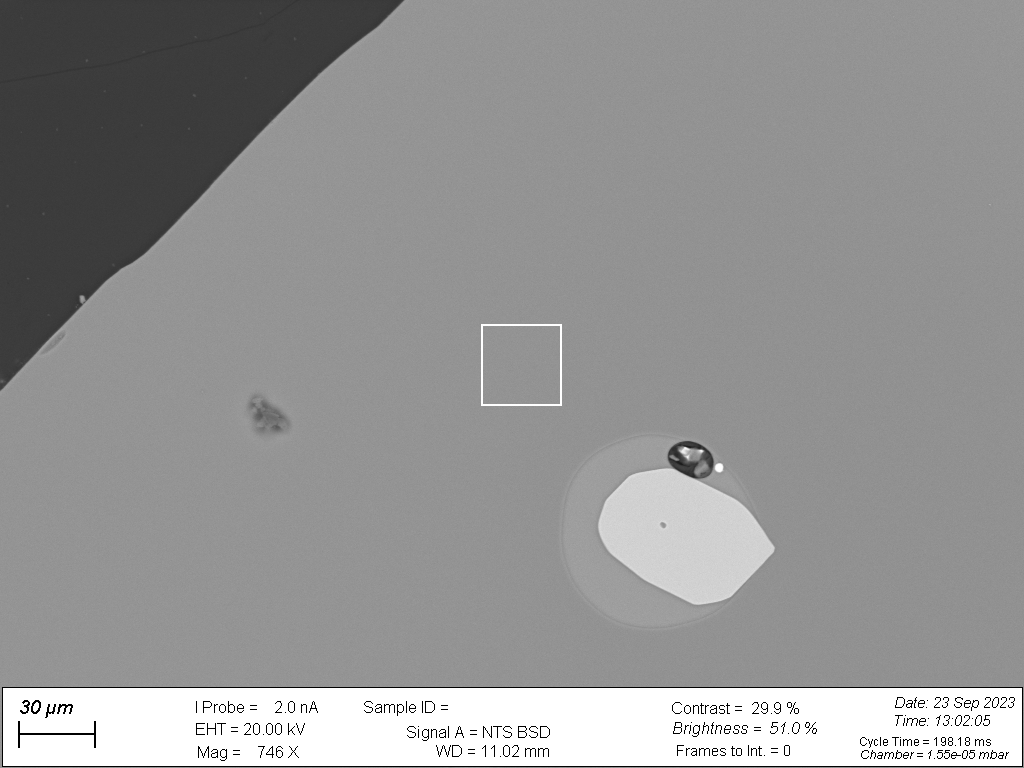 30 µm
I Probe = 2.0 nA
EHT = 20.00 kV
Mag = 746 X
Sample ID =
Signal A = NTS BSD
WD = 11.02 mm
Contrast = 29.9 %
Brightness = 51.0 %
Frames to Int. = 0
Date: 23 Sep 2023
Time: 13:02:05
Cycle Time = 198.18 ms
Chamber = 1.55e-05 mbar